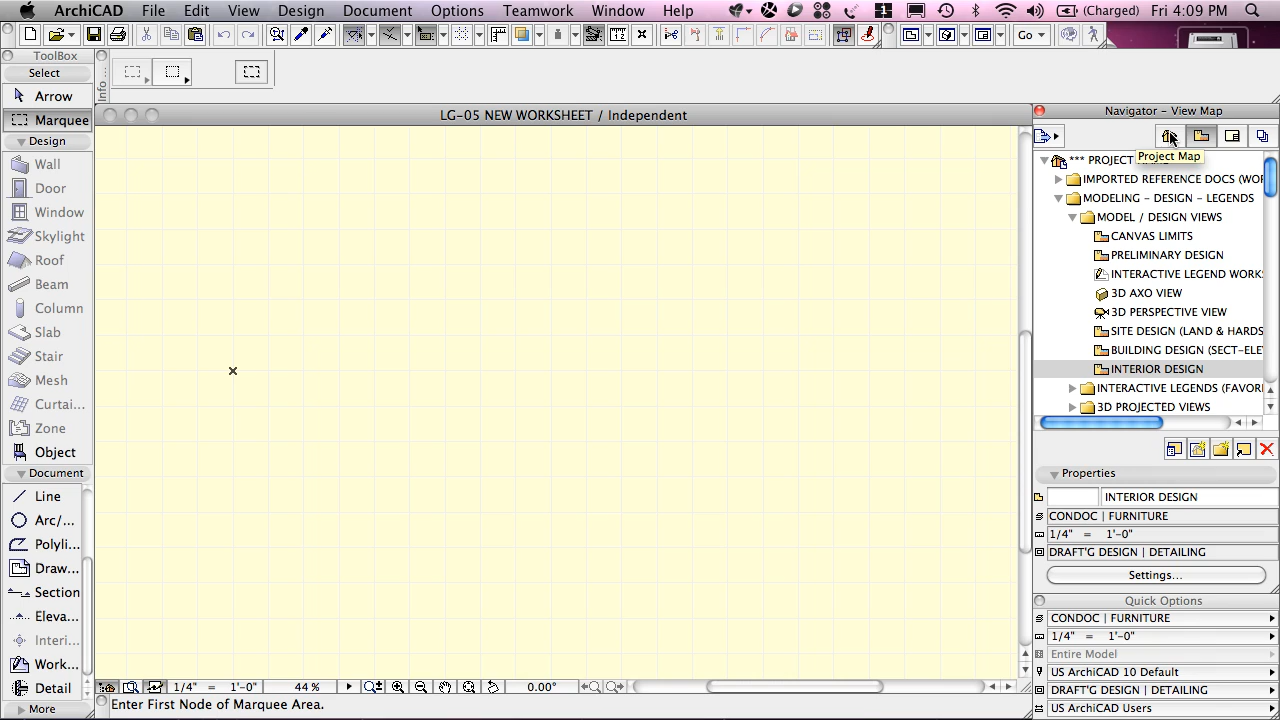 ArchiCAD File Edit View Design Document Options Teamwork Window Help (Charged) Fri 4:09 PM
Go
ToolBox
Select
Arrow
Marquee
Design
Wall
Door
Window
Skylight
Roof
Beam
Column
Slab
Stair
Mesh
Curtai...
Zone
Object
Document
Line
Arc/...
Polyli...
Draw...
Section
Eleva...
Interi...
Work...
Detail
More
Info ...
LG-05 NEW WORKSHEET / Independent
1/4" = 1'-0" 44 % 0.00°
Enter First Node of Marquee Area.
Navigator - View Map
Project Map
*** PROJECT
IMPORTED REFERENCE DOCS (WOR
MODELING - DESIGN - LEGENDS
MODEL / DESIGN VIEWS
CANVAS LIMITS
PRELIMINARY DESIGN
INTERACTIVE LEGEND WORKS
3D AXO VIEW
3D PERSPECTIVE VIEW
SITE DESIGN (LAND & HARDS
BUILDING DESIGN (SECT-ELE
INTERIOR DESIGN
INTERACTIVE LEGENDS (FAVORI
3D PROJECTED VIEWS
Properties
INTERIOR DESIGN
CONDOC | FURNITURE
1/4" = 1'-0"
DRAFT'G DESIGN | DETAILING
Settings...
Quick Options
CONDOC | FURNITURE
1/4" = 1'-0"
Entire Model
US ArchiCAD 10 Default
DRAFT'G DESIGN | DETAILING
US ArchiCAD Users